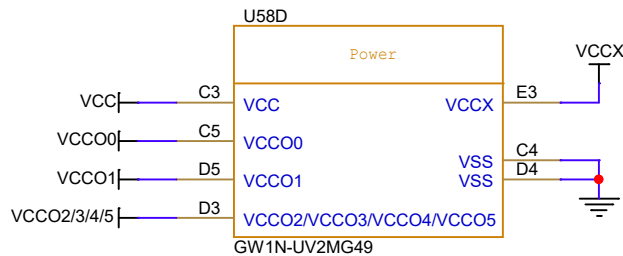 U58D
Power
VCCX
VCC C3 VCC VCCX E3
VCCO0 C5 VCCO0
VSS C4
VCCO1 D5 VCCO1 VSS D4
VCCO2/3/4/5 D3 VCCO2/VCCO3/VCCO4/VCCO5
GW1N-UV2MG49